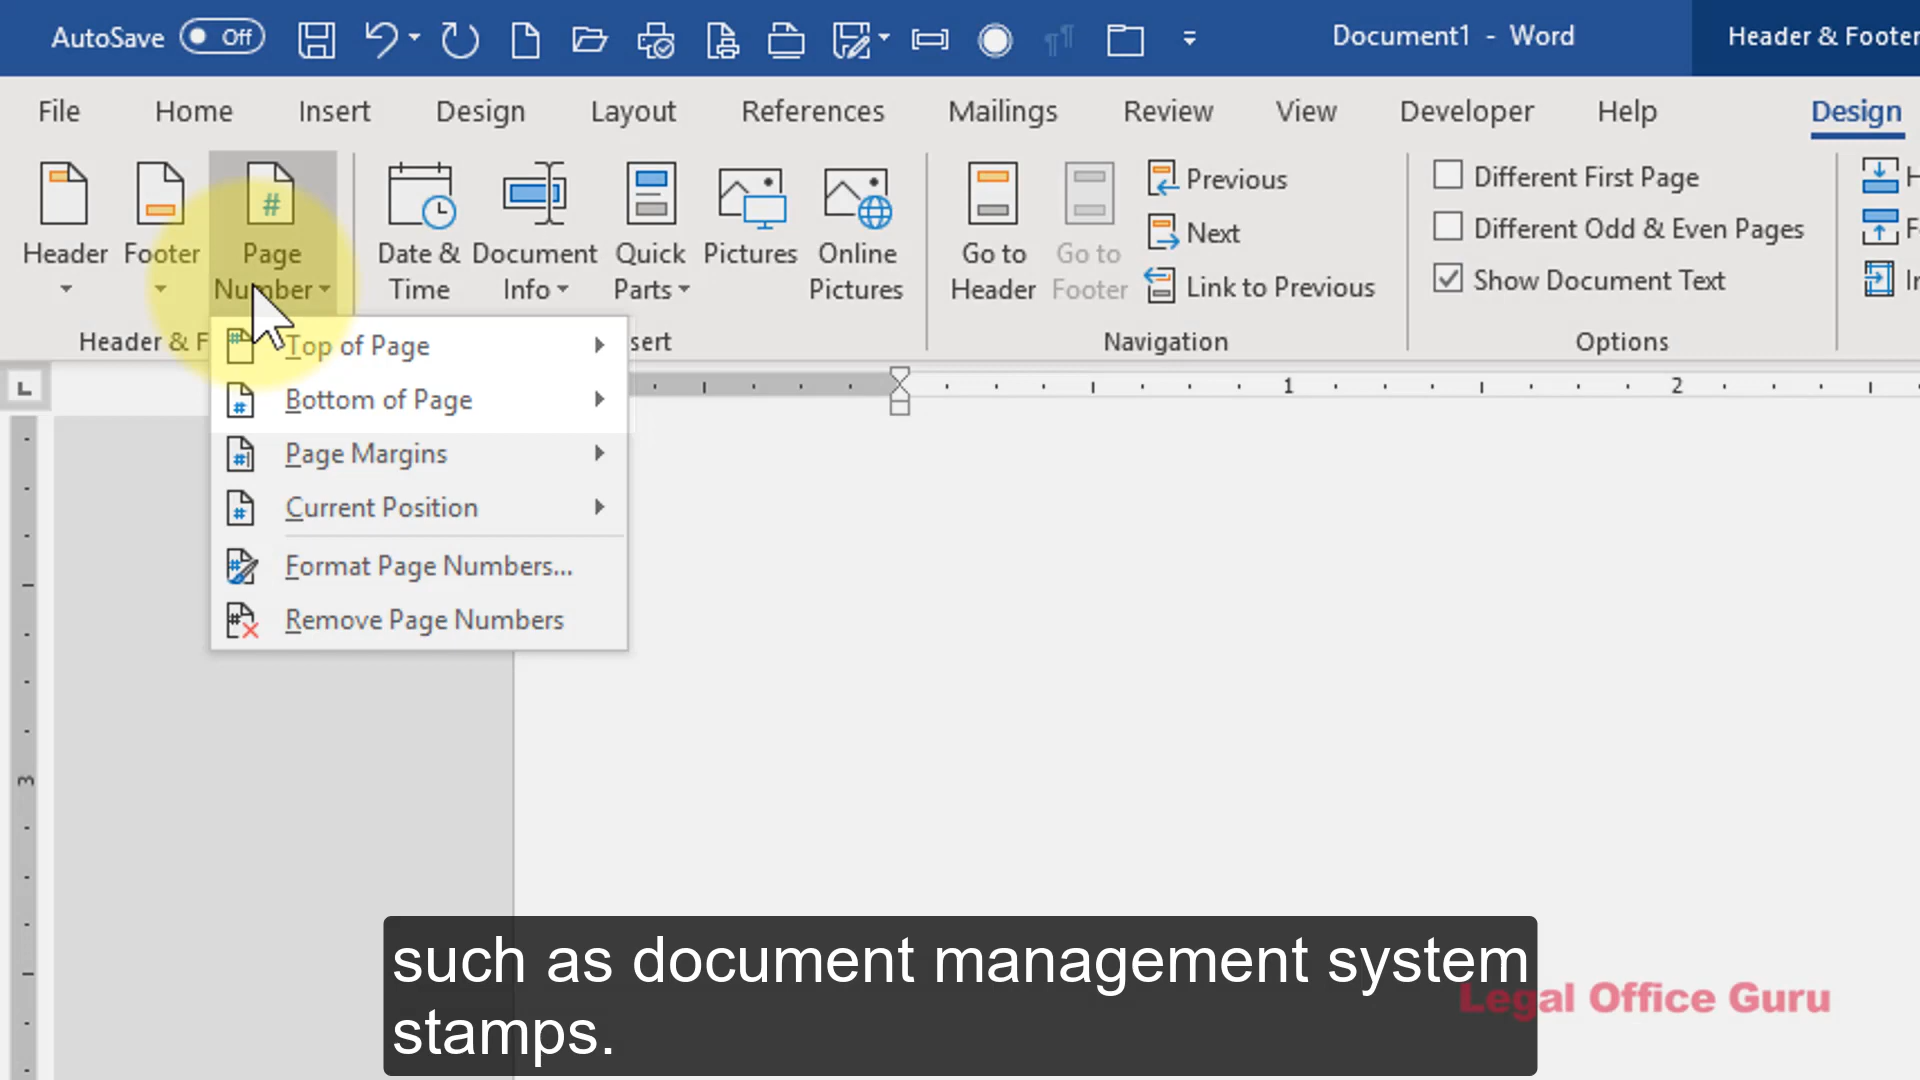 AutoSave Off Document1 - Word Header & Footer
File Home Insert Design Layout References Mailings Review View Developer Help Design
Header Footer Page Number
Date & Time Document Info Quick Parts Pictures Online Pictures
Go to Header Go to Footer
Previous
Next
Link to Previous
Different First Page
Different Odd & Even Pages
Show Document Text
Header & F
sert
Navigation
Options
Top of Page
Bottom of Page
Page Margins
Current Position
Format Page Numbers...
Remove Page Numbers
1 2
3
such as document management system
stamps.
Legal Office Guru